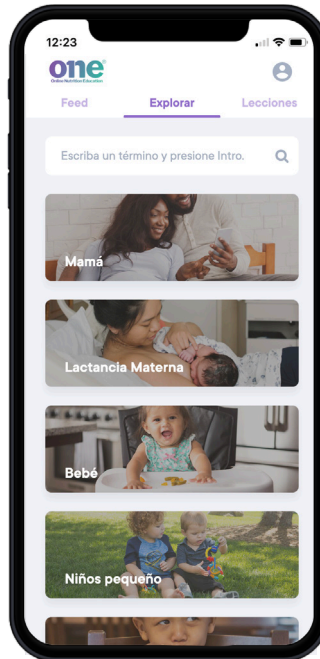 12:23
one
Online Nutrition Education
Feed
Explorar
Lecciones
Escriba un término y presione Intro.
Mamá
Lactancia Materna
Bebé
Niños pequeño